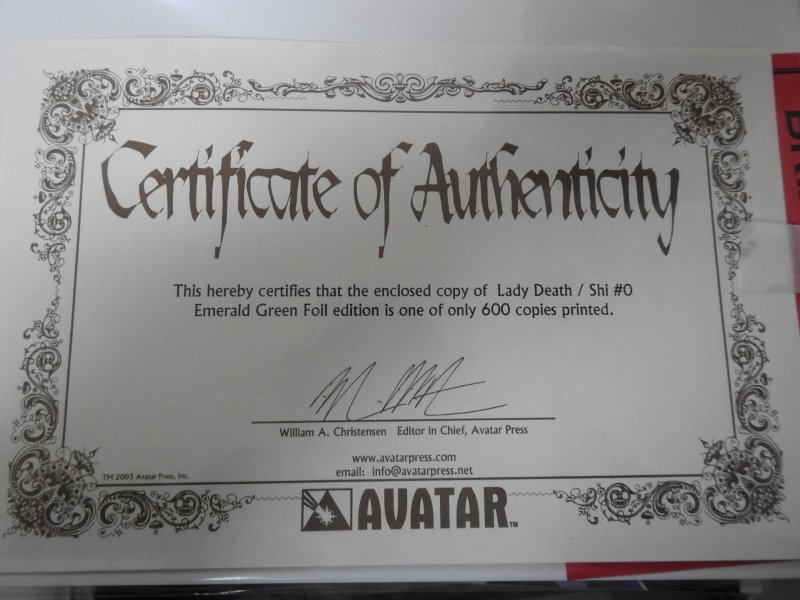 Certificate of Authenticity
This hereby certifies that the enclosed copy of Lady Death / Shi #0
Emerald Green Foil edition is one of only 600 copies printed.
William A. Christensen Editor in Chief, Avatar Press
www.avatarpress.com
email: info@avatarpress.net
TM 2003 Avatar Press, Inc.
AVATAR™